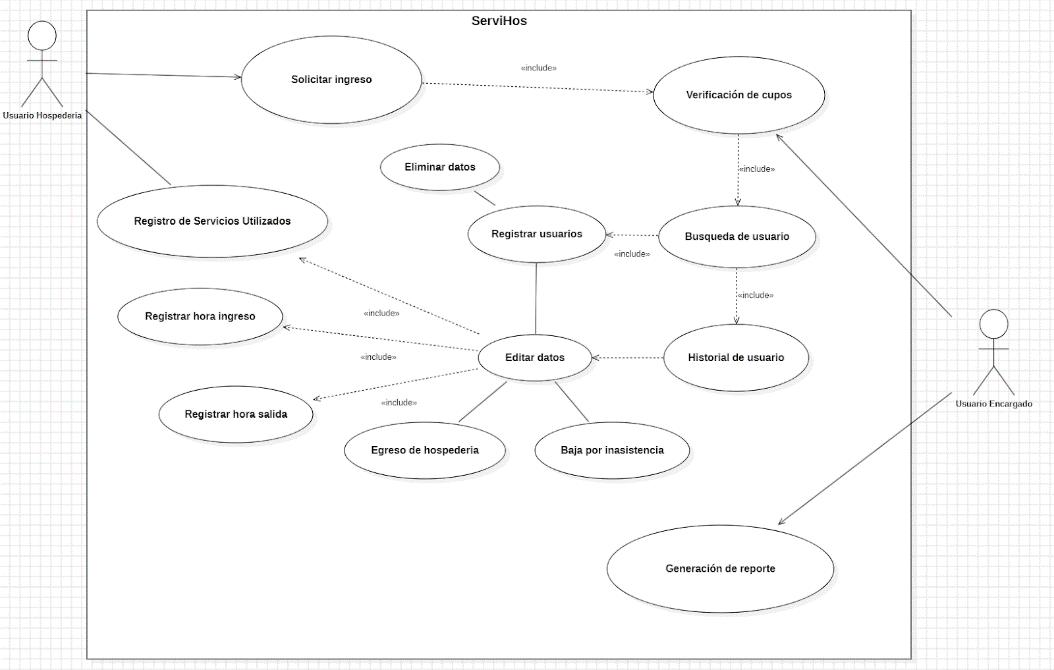 ServiHos
Usuario Hospederia
Solicitar ingreso
«include»
Verificación de cupos
Eliminar datos
«include»
Registro de Servicios Utilizados
Registrar usuarios
«include»
Busqueda de usuario
«include»
Registrar hora ingreso
«include»
«include»
Editar datos
Historial de usuario
Registrar hora salida
«include»
Usuario Encargado
Egreso de hospederia
Baja por inasistencia
Generación de reporte